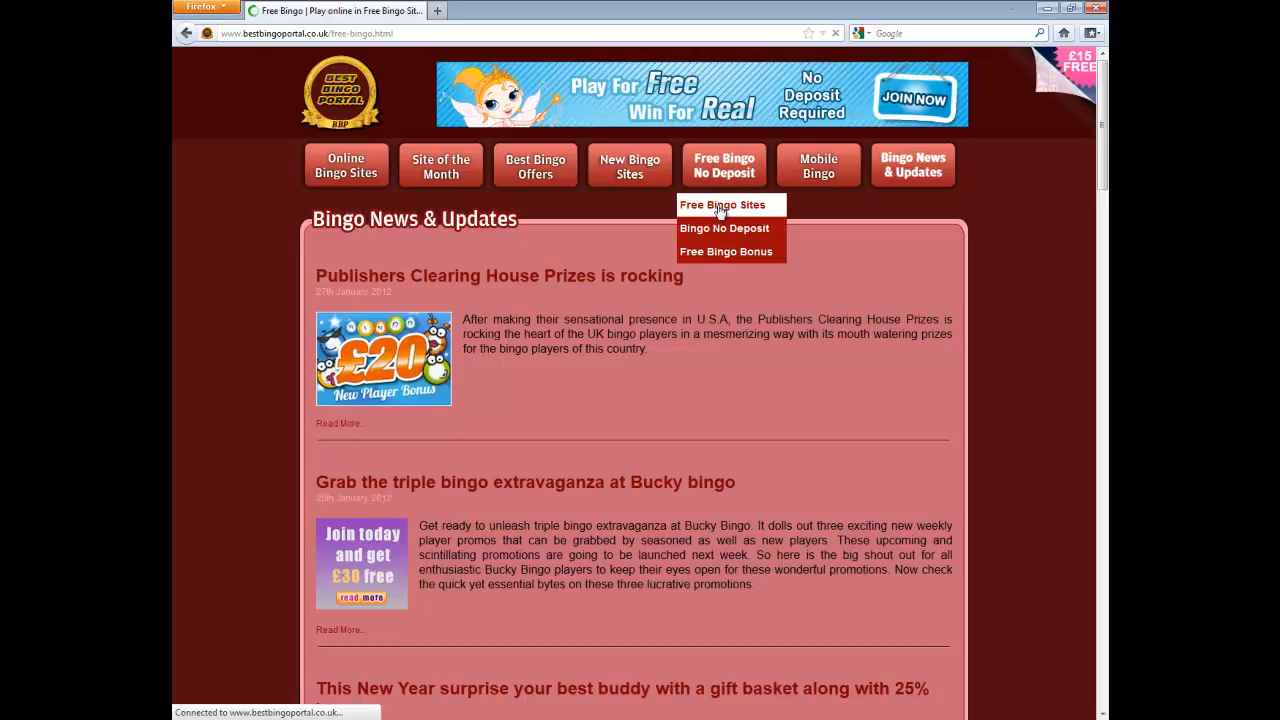 Firefox
Free Bingo | Play online in Free Bingo Sit...
www.bestbingoportal.co.uk/free-bingo.html
Google
BEST
BINGO
PORTAL
BBP
Play For Free
Win For Real
No
Deposit
Required
JOIN NOW
£15
FREE
Online
Bingo Sites
Site of the
Month
Best Bingo
Offers
New Bingo
Sites
Free Bingo
No Deposit
Mobile
Bingo
Bingo News
& Updates
Free Bingo Sites
Bingo No Deposit
Free Bingo Bonus
Bingo News & Updates
Publishers Clearing House Prizes is rocking
27th January, 2012
BINGO
£20
New Player Bonus
After making their sensational presence in U.S.A, the Publishers Clearing House Prizes is
rocking the heart of the UK bingo players in a mesmerizing way with its mouth watering prizes
for the bingo players of this country.
Read More...
Grab the triple bingo extravaganza at Bucky bingo
20th January, 2012
Join today
and get
£30 free
read more
Get ready to unleash triple bingo extravaganza at Bucky Bingo. It dolls out three exciting new weekly
player promos that can be grabbed by seasoned as well as new players. These upcoming and
scintillating promotions are going to be launched next week. So here is the big shout out for all
enthusiastic Bucky Bingo players to keep their eyes open for these wonderful promotions. Now check
the quick yet essential bytes on these three lucrative promotions.
Read More...
This New Year surprise your best buddy with a gift basket along with 25%
Connected to www.bestbingoportal.co.uk...